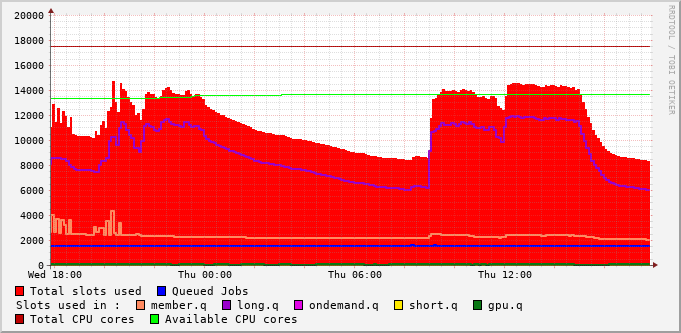 20000
18000
16000
14000
12000
10000
8000
6000
4000
2000
0
Wed 18:00 Thu 00:00 Thu 06:00 Thu 12:00
Total slots used Queued Jobs
Slots used in : member.q long.q ondemand.q short.q gpu.q
Total CPU cores Available CPU cores
RRDTOOL / TOBI OETIKER